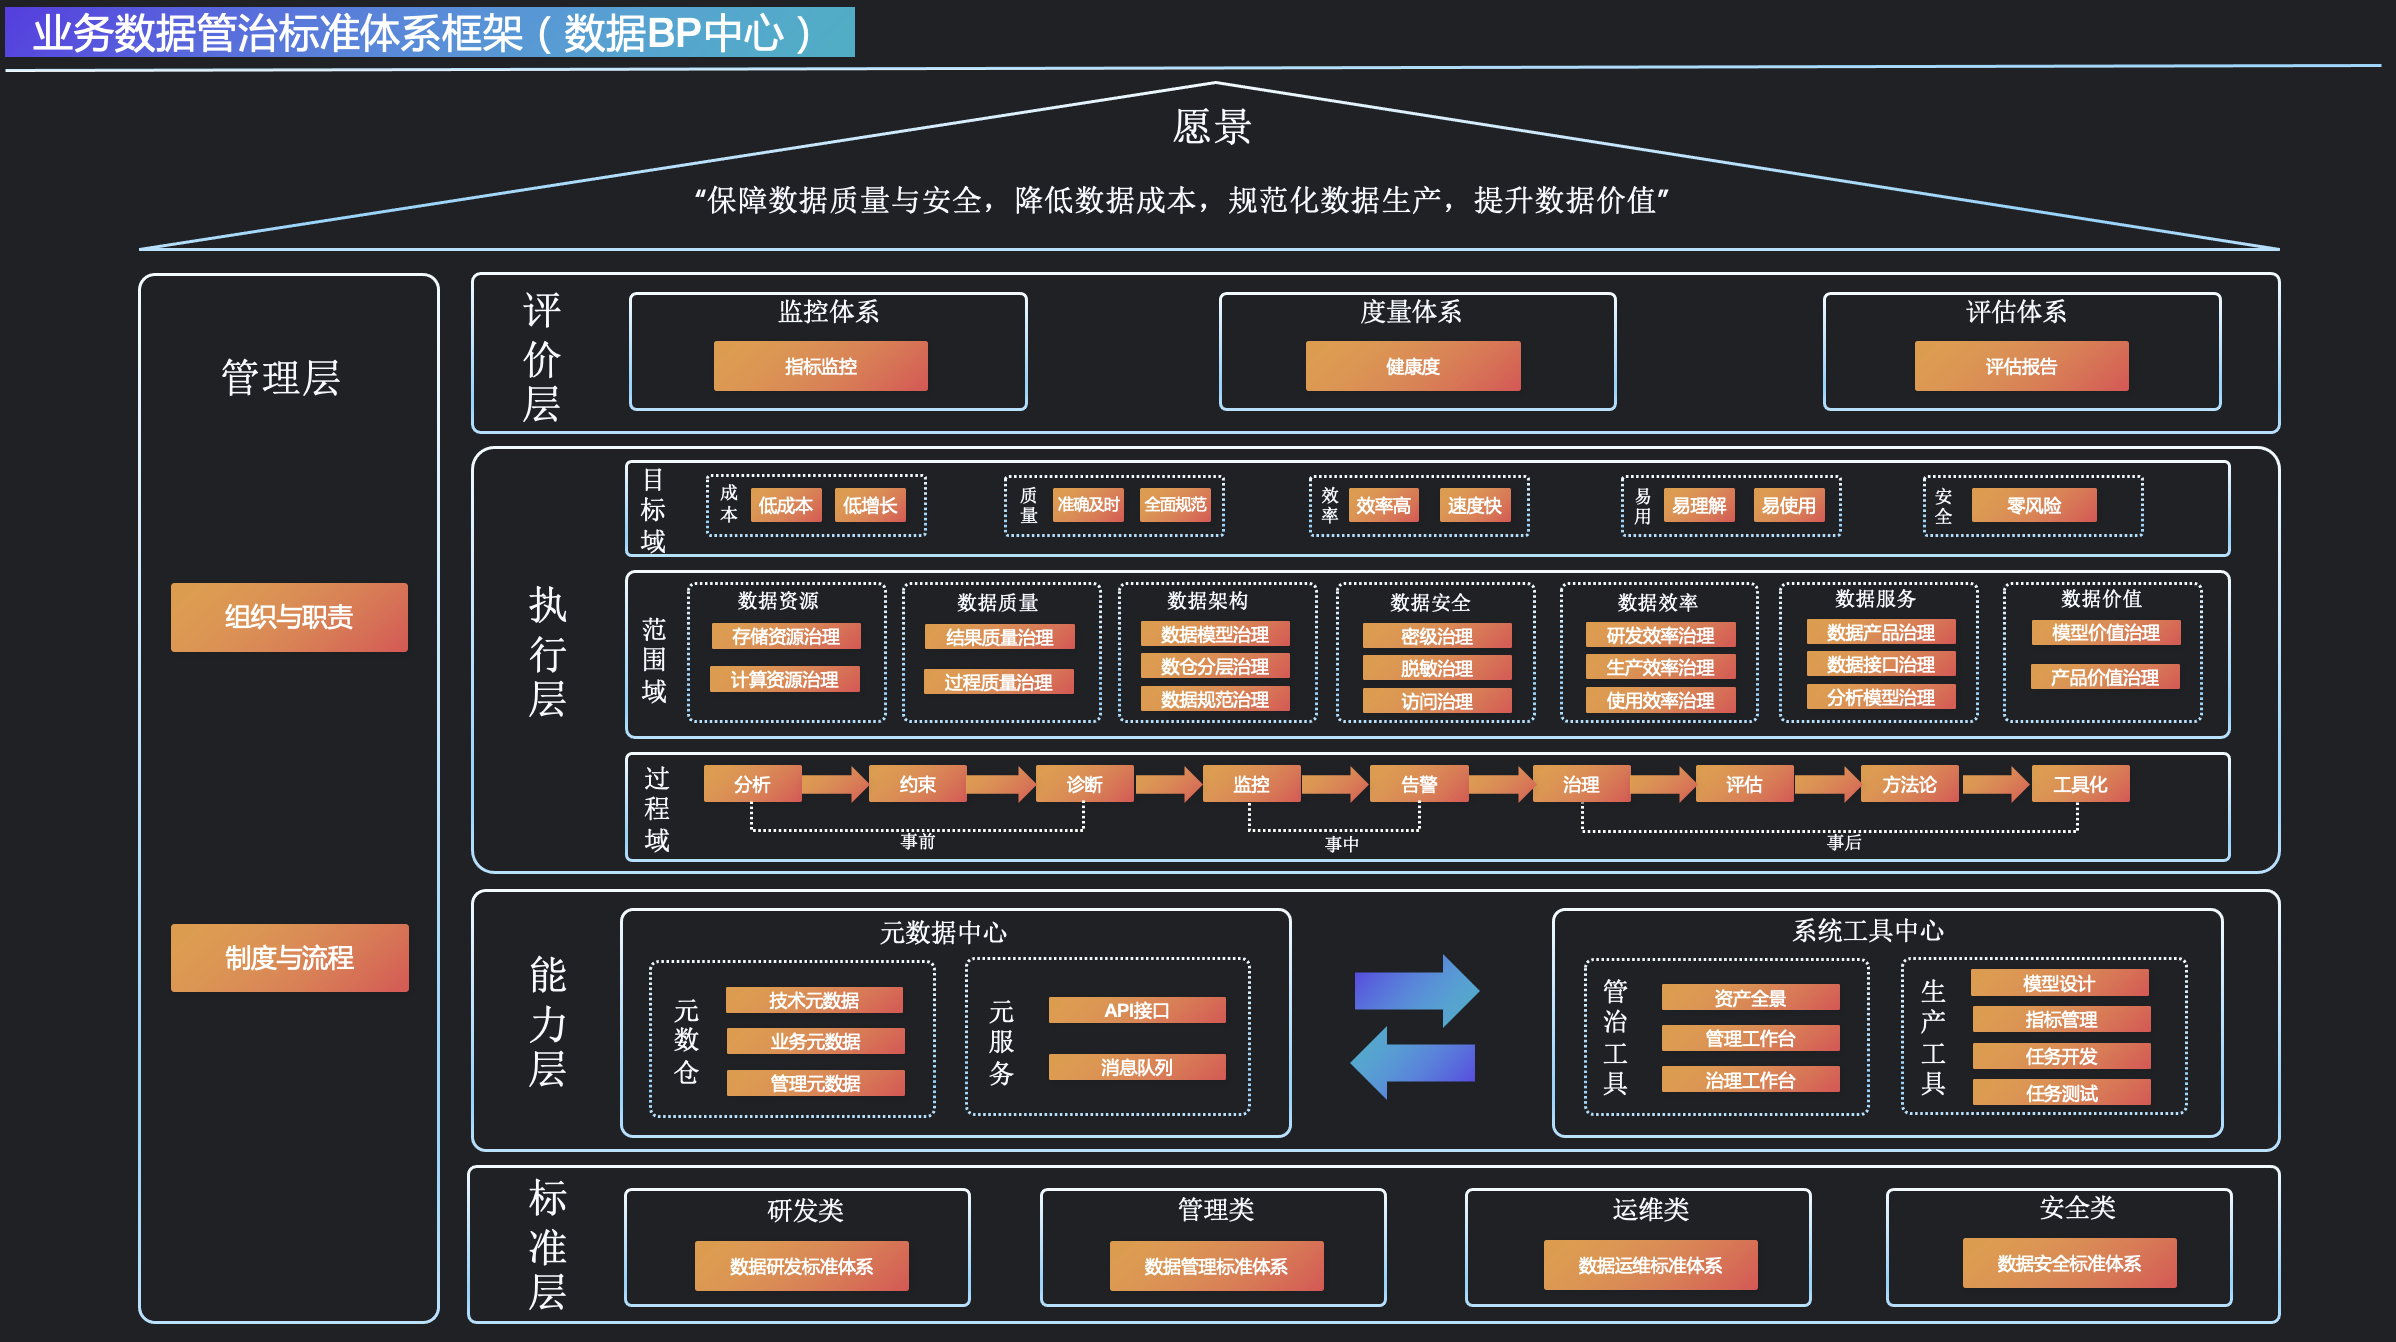 业务数据管治标准体系框架（数据BP中心）
愿景
“保障数据质量与安全，降低数据成本，规范化数据生产，提升数据价值”
管理层
组织与职责
制度与流程
评价层
监控体系
指标监控
度量体系
健康度
评估体系
评估报告
执行层
目标域
成本
低成本
低增长
质量
准确及时
全面规范
效率
效率高
速度快
易用
易理解
易使用
安全
零风险
范围域
数据资源
存储资源治理
计算资源治理
数据质量
结果质量治理
过程质量治理
数据架构
数据模型治理
数仓分层治理
数据规范治理
数据安全
密级治理
脱敏治理
访问治理
数据效率
研发效率治理
生产效率治理
使用效率治理
数据服务
数据产品治理
数据接口治理
分析模型治理
数据价值
模型价值治理
产品价值治理
过程域
分析
约束
诊断
监控
告警
治理
评估
方法论
工具化
事前
事中
事后
能力层
元数据中心
元数仓
技术元数据
业务元数据
管理元数据
元服务
API接口
消息队列
系统工具中心
管治工具
资产全景
管理工作台
治理工作台
生产工具
模型设计
指标管理
任务开发
任务测试
标准层
研发类
数据研发标准体系
管理类
数据管理标准体系
运维类
数据运维标准体系
安全类
数据安全标准体系